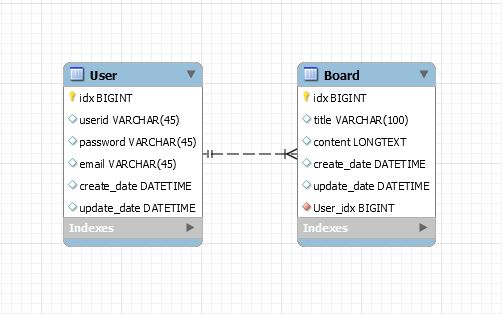 User
idx BIGINT
userid VARCHAR(45)
password VARCHAR(45)
email VARCHAR(45)
create_date DATETIME
update_date DATETIME
Indexes
Board
idx BIGINT
title VARCHAR(100)
content LONGTEXT
create_date DATETIME
update_date DATETIME
User_idx BIGINT
Indexes